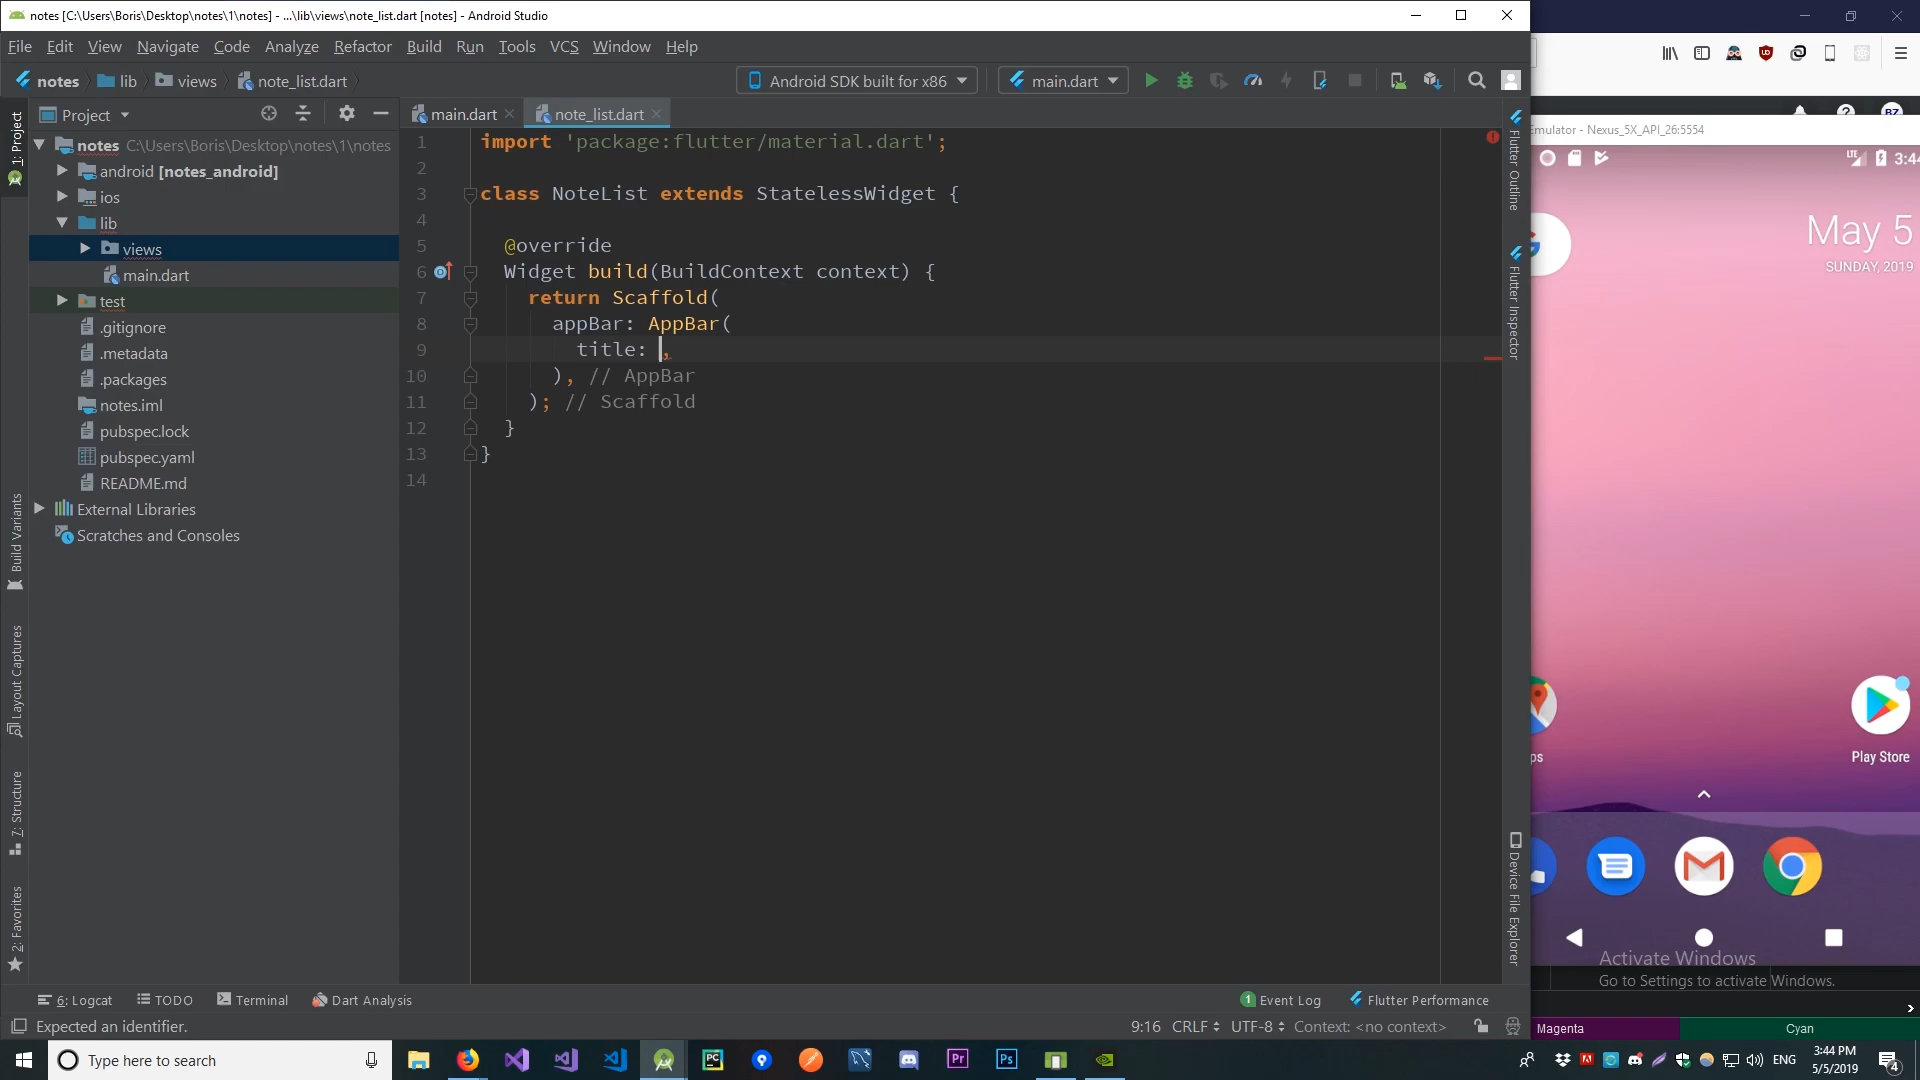 notes [C:\Users\Boris\Desktop\notes\1\notes] - ...\lib\views\note_list.dart [notes] - Android Studio
File Edit View Navigate Code Analyze Refactor Build Run Tools VCS Window Help
notes lib views note_list.dart
Android SDK built for x86
main.dart
Project
main.dart
note_list.dart
notes C:\Users\Boris\Desktop\notes\1\notes
android [notes_android]
ios
lib
views
main.dart
test
.gitignore
.metadata
.packages
notes.iml
pubspec.lock
pubspec.yaml
README.md
External Libraries
Scratches and Consoles
1: Project
Build Variants
Layout Captures
7: Structure
2: Favorites
1 import 'package:flutter/material.dart';
2
3 class NoteList extends StatelessWidget {
4
5 @override
6 Widget build(BuildContext context) {
7 return Scaffold(
8 appBar: AppBar(
9 title: ,
10 ), // AppBar
11 ); // Scaffold
12 }
13 }
14
Flutter Outline
Flutter Inspector
Device File Explorer
6: Logcat TODO Terminal Dart Analysis
1 Event Log Flutter Performance
Expected an identifier.
9:16 CRLF UTF-8 Context: <no context>
Emulator - Nexus_5X_API_26:5554
LTE 3:44
May 5
SUNDAY, 2019
ps
Play Store
Activate Windows
Go to Settings to activate Windows.
Magenta
Cyan
Type here to search
PC
Pr
Ps
ENG
3:44 PM
5/5/2019
4